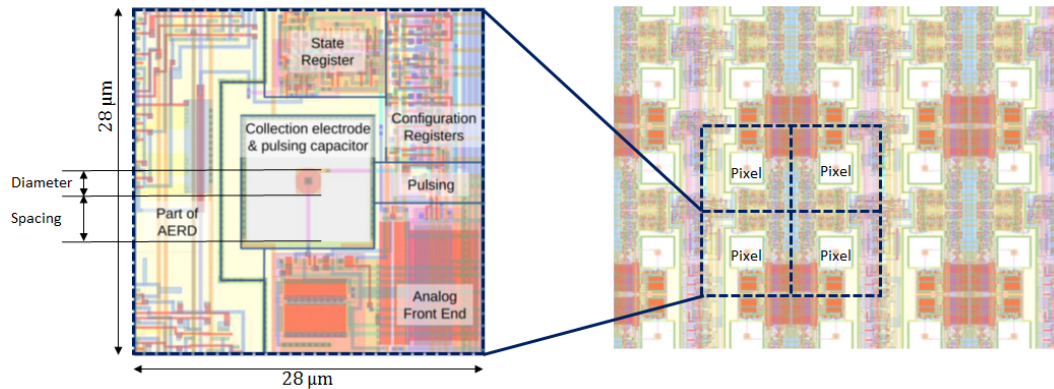 28 μm
State
Register
Configuration
Registers
Collection electrode
& pulsing capacitor
Diameter
Pulsing
Spacing
Part of
AERD
Analog
Front End
28 μm
Pixel
Pixel
Pixel
Pixel